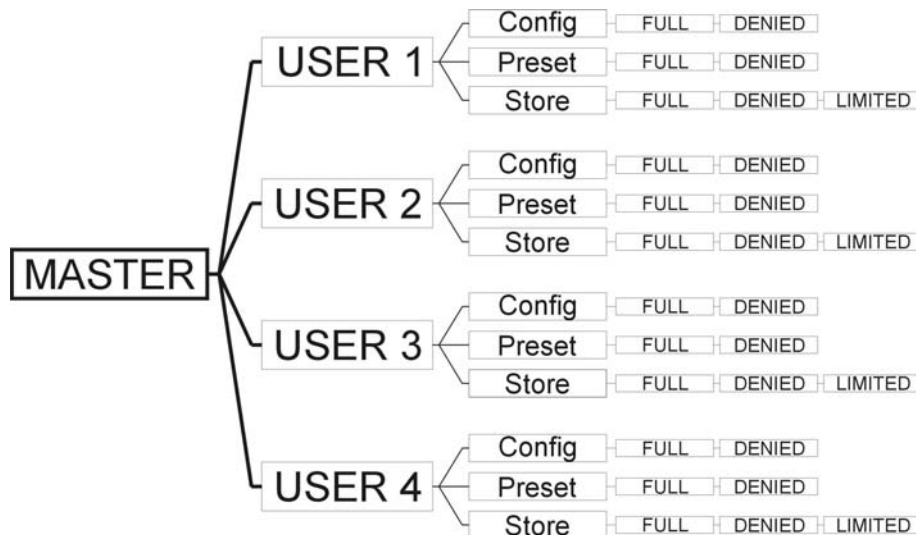 MASTER
USER 1
Config FULL DENIED
Preset FULL DENIED
Store FULL DENIED LIMITED
USER 2
Config FULL DENIED
Preset FULL DENIED
Store FULL DENIED LIMITED
USER 3
Config FULL DENIED
Preset FULL DENIED
Store FULL DENIED LIMITED
USER 4
Config FULL DENIED
Preset FULL DENIED
Store FULL DENIED LIMITED